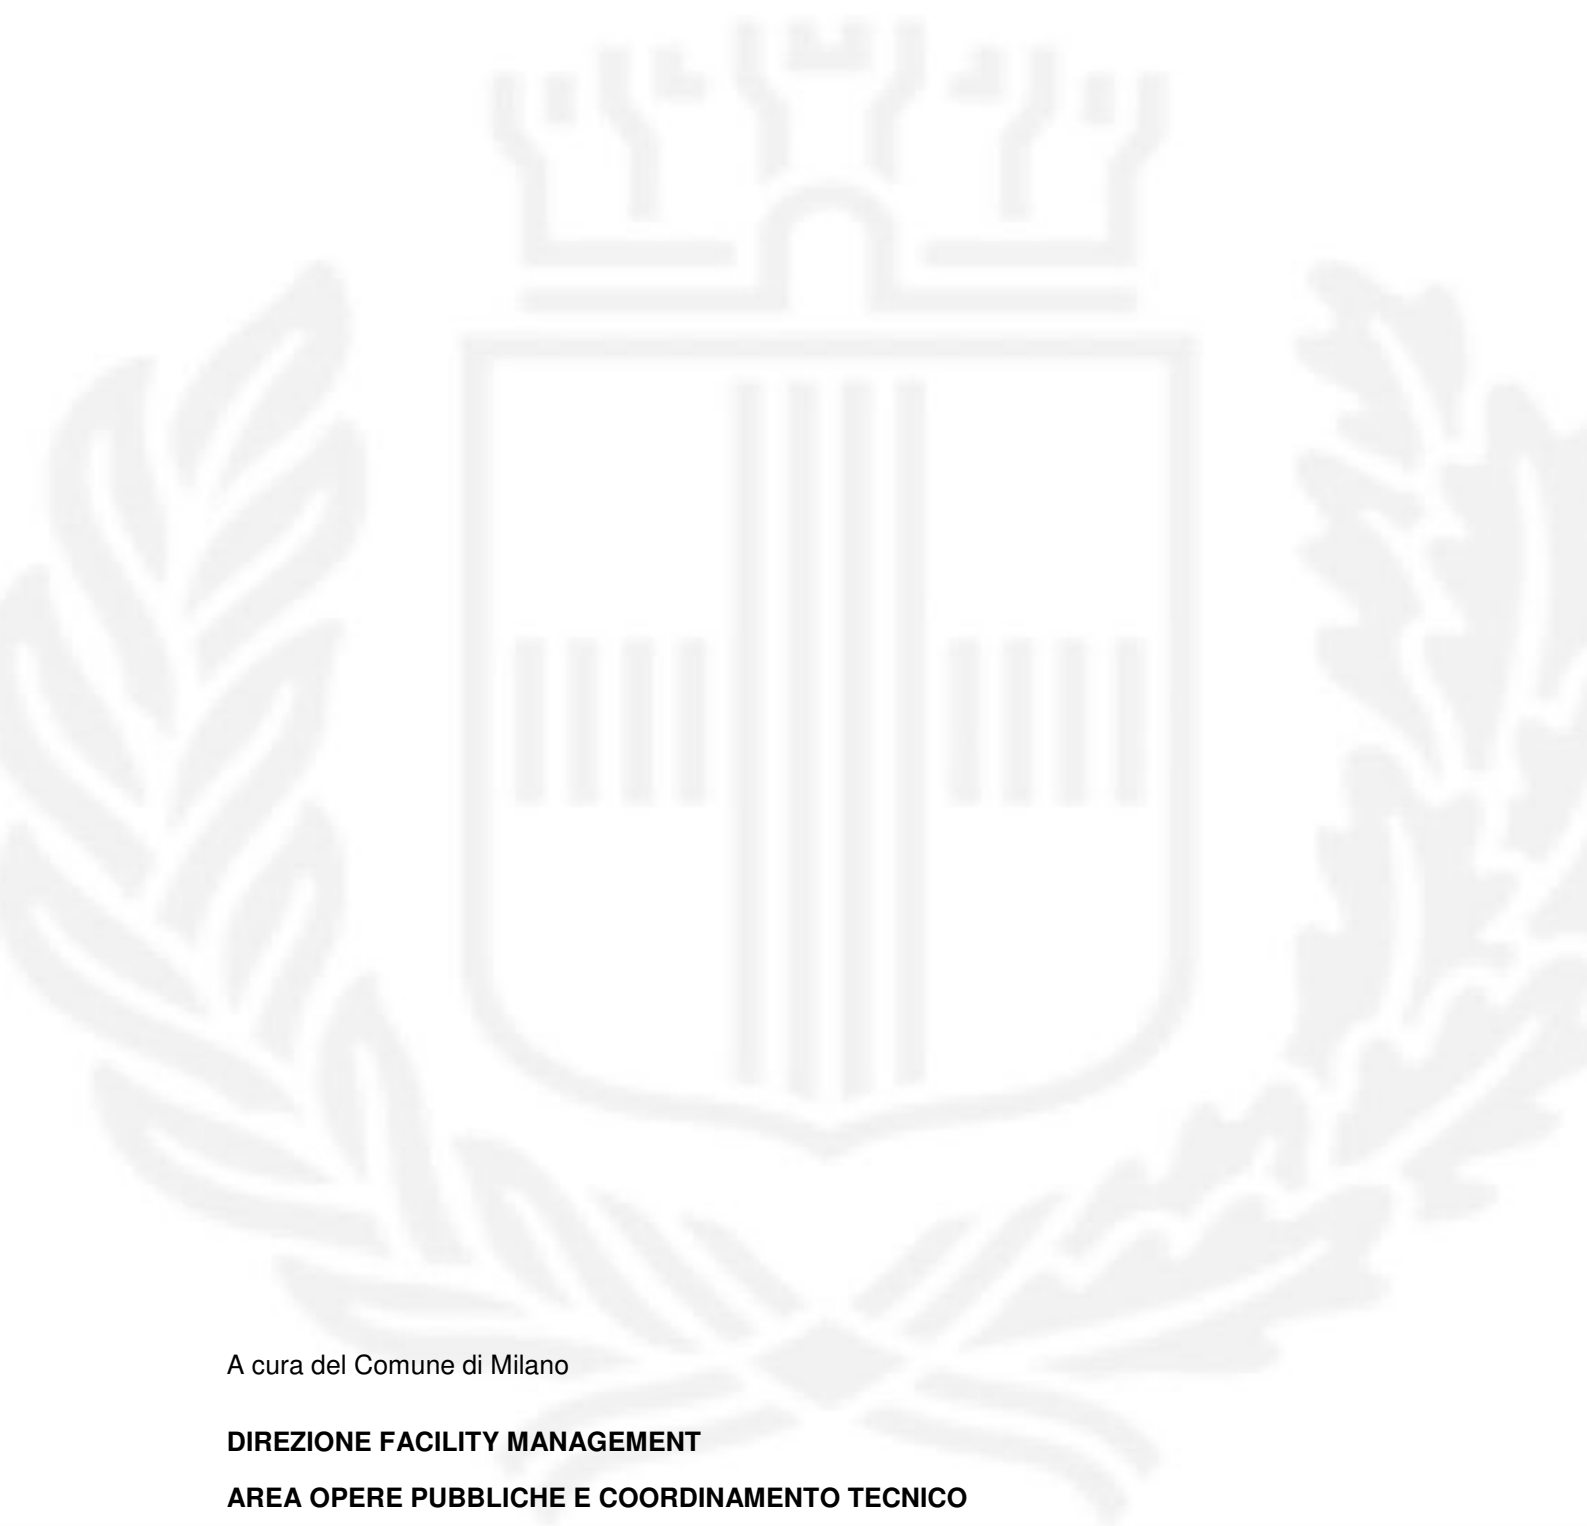 A cura del Comune di Milano
DIREZIONE FACILITY MANAGEMENT
AREA OPERE PUBBLICHE E COORDINAMENTO TECNICO